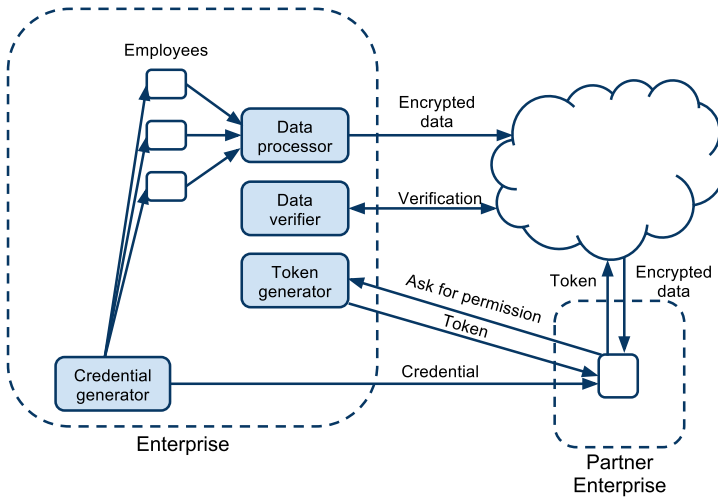 Employees
Data
processor
Encrypted
data
Data
verifier
Verification
Token
generator
Ask for permission
Token
Token
Encrypted
data
Credential
generator
Credential
Enterprise
Partner
Enterprise